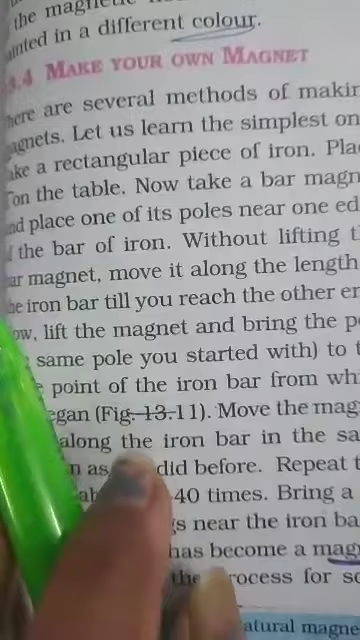 the magnetic
in a different colour.
.4 MAKE YOUR OWN MAGNET
here are several methods of makin
agnets. Let us learn the simplest on
ake a rectangular piece of iron. Pla
on the table. Now take a bar magn
nd place one of its poles near one ed
the bar of iron. Without lifting t
ar magnet, move it along the length
he iron bar till you reach the other en
ow, lift the magnet and bring the p
same pole you started with) to t
point of the iron bar from wh
egan (Fig. 13.11). Move the mag
along the iron bar in the sa
n as did before. Repeat t
ab 40 times. Bring a
gs near the iron ba
has become a mag
the rocess for so
atural magne